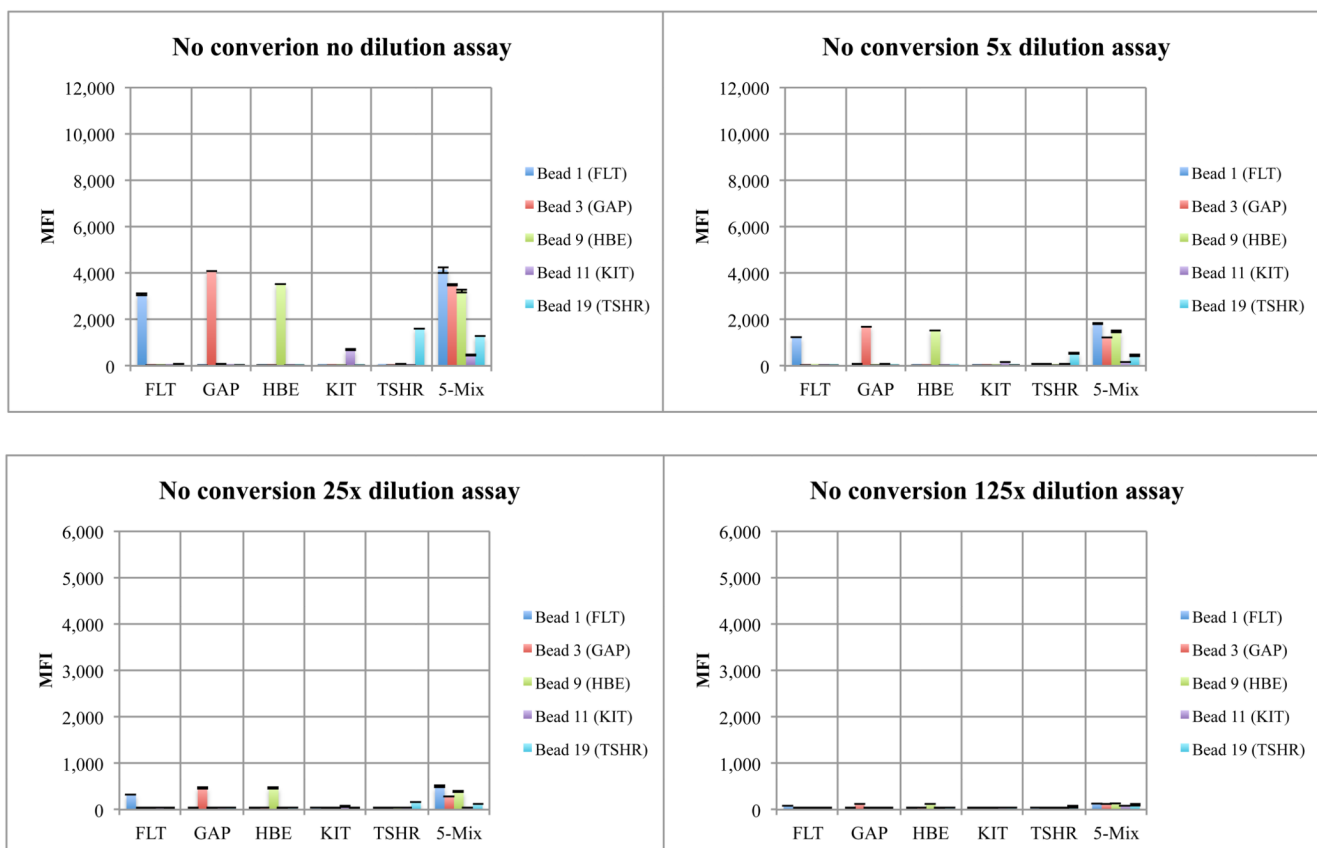 No converion no dilution assay
12,000
10,000
8,000
6,000
4,000
2,000
0
MFI
FLT GAP HBE KIT TSHR 5-Mix
Bead 1 (FLT)
Bead 3 (GAP)
Bead 9 (HBE)
Bead 11 (KIT)
Bead 19 (TSHR)
No conversion 5x dilution assay
12,000
10,000
8,000
6,000
4,000
2,000
0
MFI
FLT GAP HBE KIT TSHR 5-Mix
Bead 1 (FLT)
Bead 3 (GAP)
Bead 9 (HBE)
Bead 11 (KIT)
Bead 19 (TSHR)
No conversion 25x dilution assay
6,000
5,000
4,000
3,000
2,000
1,000
0
MFI
FLT GAP HBE KIT TSHR 5-Mix
Bead 1 (FLT)
Bead 3 (GAP)
Bead 9 (HBE)
Bead 11 (KIT)
Bead 19 (TSHR)
No conversion 125x dilution assay
6,000
5,000
4,000
3,000
2,000
1,000
0
MFI
FLT GAP HBE KIT TSHR 5-Mix
Bead 1 (FLT)
Bead 3 (GAP)
Bead 9 (HBE)
Bead 11 (KIT)
Bead 19 (TSHR)